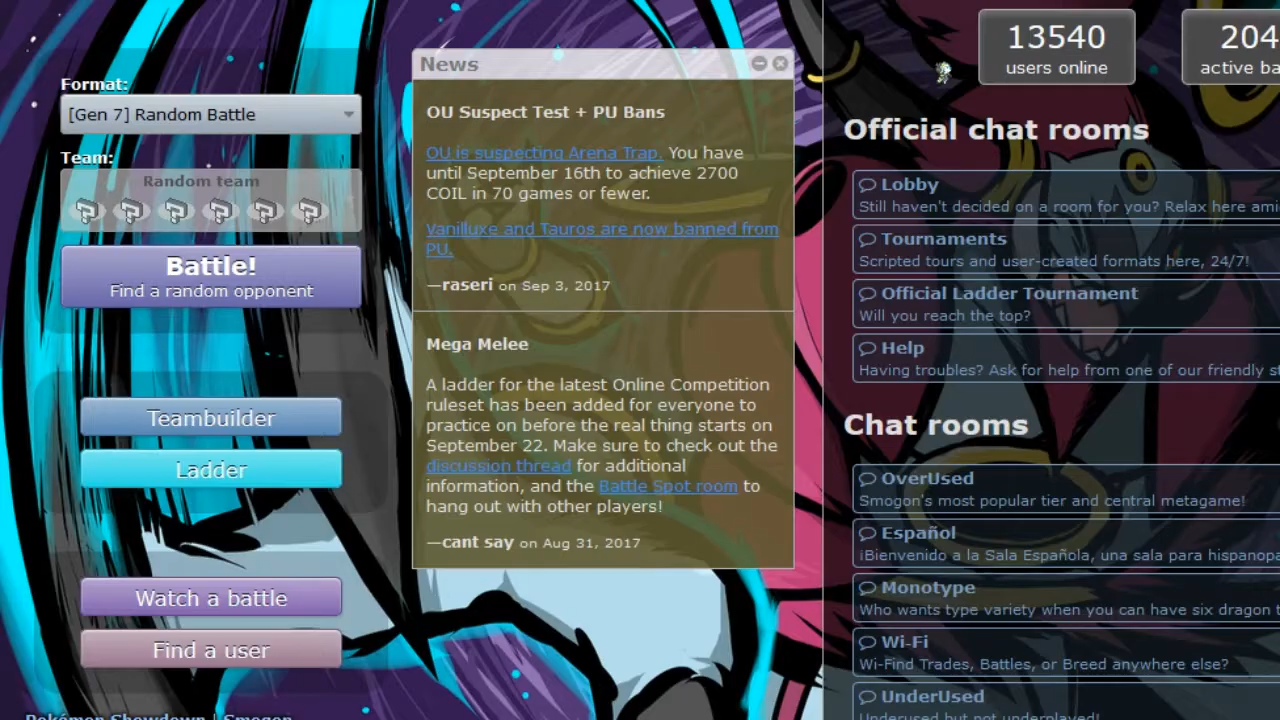 Format:
[Gen 7] Random Battle
Team:
Random team
Battle!
Find a random opponent
Teambuilder
Ladder
Watch a battle
Find a user
Pokémon Showdown | Smogon
News
OU Suspect Test + PU Bans
OU is suspecting Arena Trap. You have
until September 16th to achieve 2700
COIL in 70 games or fewer.
Vanilluxe and Tauros are now banned from
PU.
—raseri on Sep 3, 2017
Mega Melee
A ladder for the latest Online Competition
ruleset has been added for everyone to
practice on before the real thing starts on
September 22. Make sure to check out the
discussion thread for additional
information, and the Battle Spot room to
hang out with other players!
—cant say on Aug 31, 2017
13540
users online
204
active ba
Official chat rooms
Lobby
Still haven't decided on a room for you? Relax here ami
Tournaments
Scripted tours and user-created formats here, 24/7!
Official Ladder Tournament
Will you reach the top?
Help
Having troubles? Ask for help from one of our friendly st
Chat rooms
OverUsed
Smogon's most popular tier and central metagame!
Español
¡Bienvenido a la Sala Española, una sala para hispanopa
Monotype
Who wants type variety when you can have six dragon t
Wi-Fi
Wi-Find Trades, Battles, or Breed anywhere else?
UnderUsed
Underused but not underplayed!